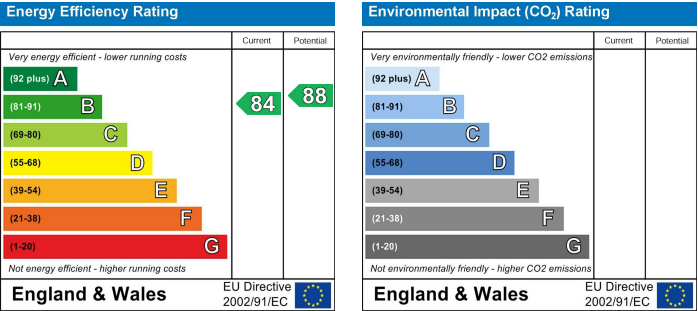 Energy Efficiency Rating
Current Potential
Very energy efficient - lower running costs
(92 plus) A
(81-91) B
84 88
(69-80) C
(55-68) D
(39-54) E
(21-38) F
(1-20) G
Not energy efficient - higher running costs
England & Wales
EU Directive
2002/91/EC
Environmental Impact (CO₂) Rating
Current Potential
Very environmentally friendly - lower CO2 emissions
(92 plus) A
(81-91) B
(69-80) C
(55-68) D
(39-54) E
(21-38) F
(1-20) G
Not environmentally friendly - higher CO2 emissions
England & Wales
EU Directive
2002/91/EC